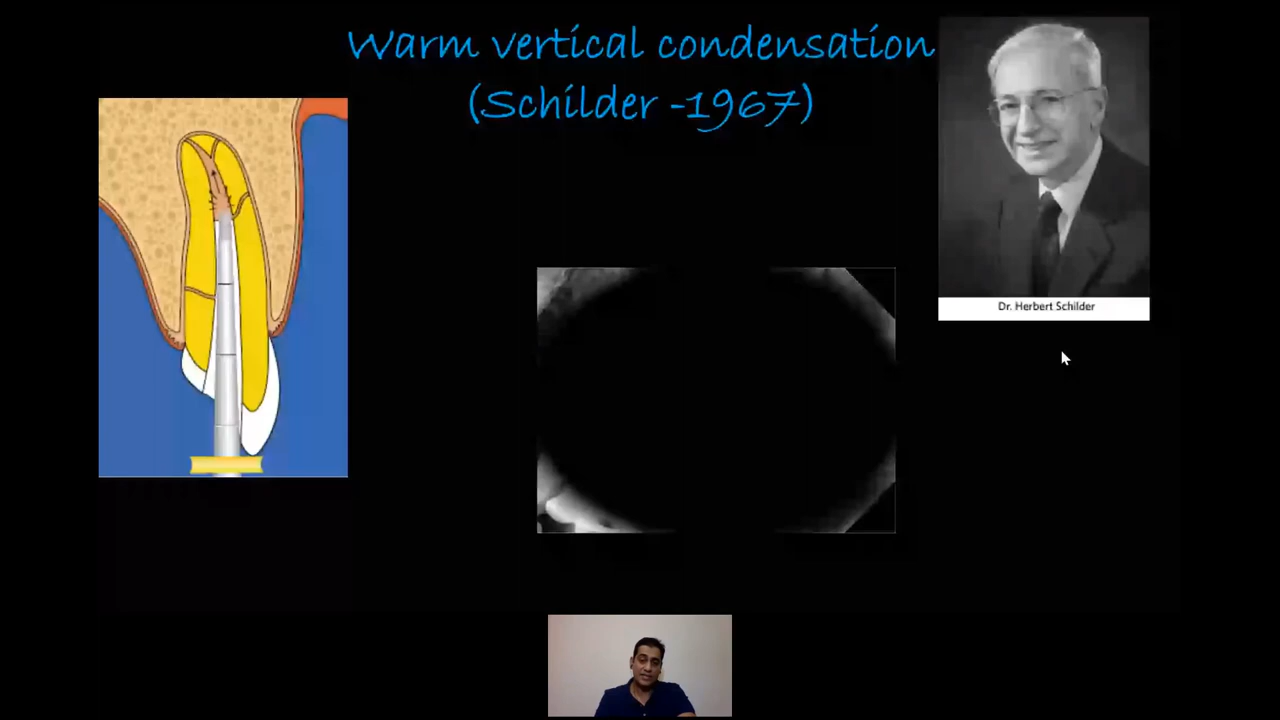 Warm vertical condensation
(Schilder -1967)
Dr. Herbert Schilder